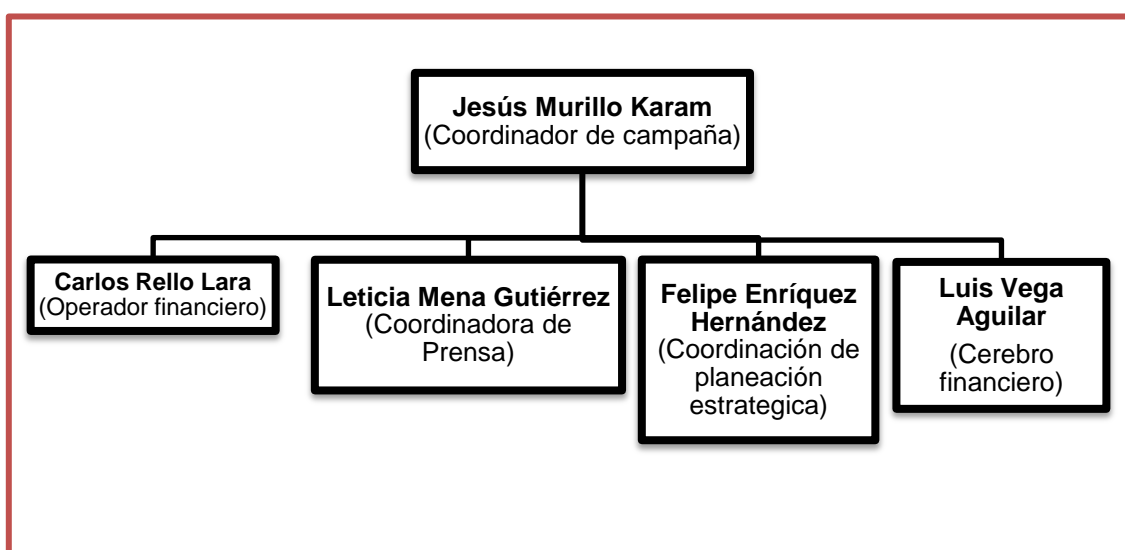 Jesús Murillo Karam
(Coordinador de campaña)
Carlos Rello Lara
(Operador financiero)
Leticia Mena Gutiérrez
(Coordinadora de
Prensa)
Felipe Enríquez
Hernández
(Coordinación de
planeación
estrategica)
Luis Vega
Aguilar
(Cerebro
financiero)